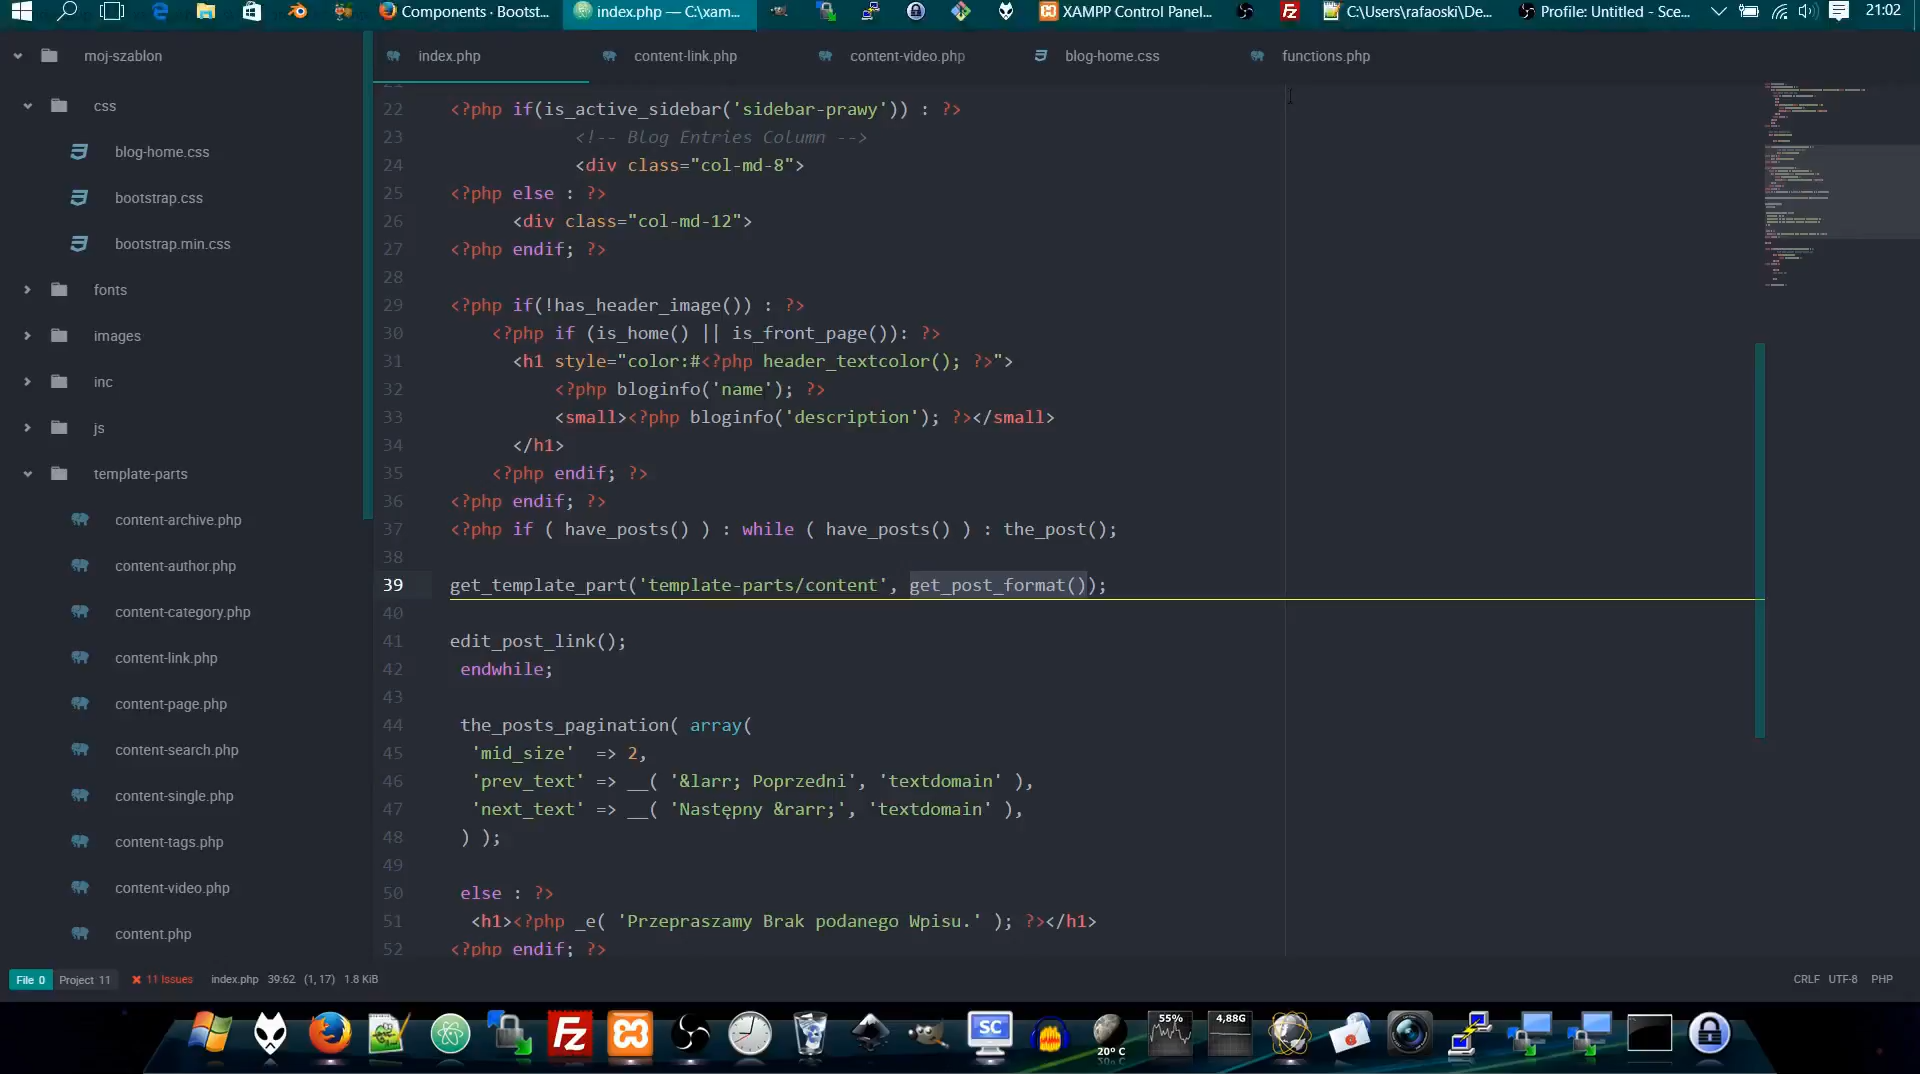 Components - Bootst...
index.php — C:\xam...
XAMPP Control Panel...
C:\Users\rafaoski\De...
Profile: Untitled - Sce...
21:02
moj-szablon
css
blog-home.css
bootstrap.css
bootstrap.min.css
fonts
images
inc
js
template-parts
content-archive.php
content-author.php
content-category.php
content-link.php
content-page.php
content-search.php
content-single.php
content-tags.php
content-video.php
content.php
index.php
content-link.php
content-video.php
blog-home.css
functions.php
22 <?php if(is_active_sidebar('sidebar-prawy')) : ?>
23 <!-- Blog Entries Column -->
24 <div class="col-md-8">
25 <?php else : ?>
26 <div class="col-md-12">
27 <?php endif; ?>
28
29 <?php if(!has_header_image()) : ?>
30 <?php if (is_home() || is_front_page()): ?>
31 <h1 style="color:#<?php header_textcolor(); ?>">
32 <?php bloginfo('name'); ?>
33 <small><?php bloginfo('description'); ?></small>
34 </h1>
35 <?php endif; ?>
36 <?php endif; ?>
37 <?php if ( have_posts() ) : while ( have_posts() ) : the_post();
38
39 get_template_part('template-parts/content', get_post_format());
40
41 edit_post_link();
42 endwhile;
43
44 the_posts_pagination( array(
45 'mid_size' => 2,
46 'prev_text' => __( '&larr; Poprzedni', 'textdomain' ),
47 'next_text' => __( 'Następny &rarr;', 'textdomain' ),
48 ) );
49
50 else : ?>
51 <h1><?php _e( 'Przepraszamy Brak podanego Wpisu.' ); ?></h1>
52 <?php endif; ?>
File 0 Project 11 11 Issues index.php 39:62 (1, 17) 1.8 KiB
CRLF UTF-8 PHP
Fz
SC
20° C
55%
4,88G